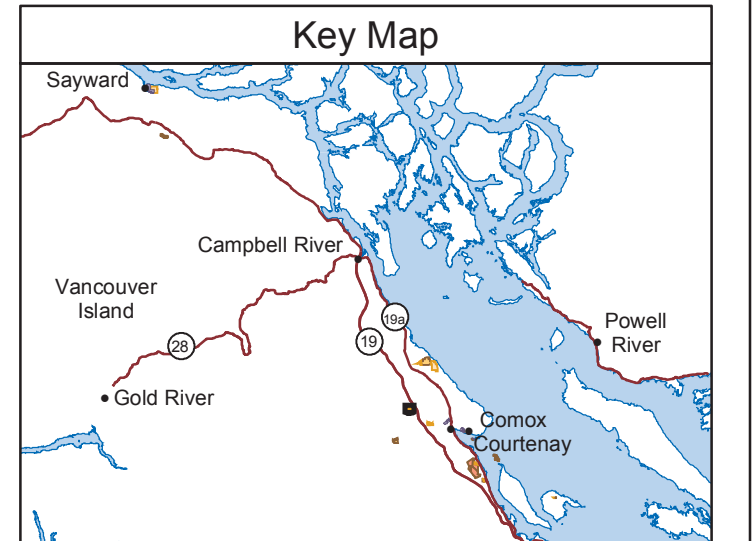 Key Map
Sayward
Campbell River
Vancouver
Island
19a
28
19
Powell
River
Gold River
Comox
Courtenay